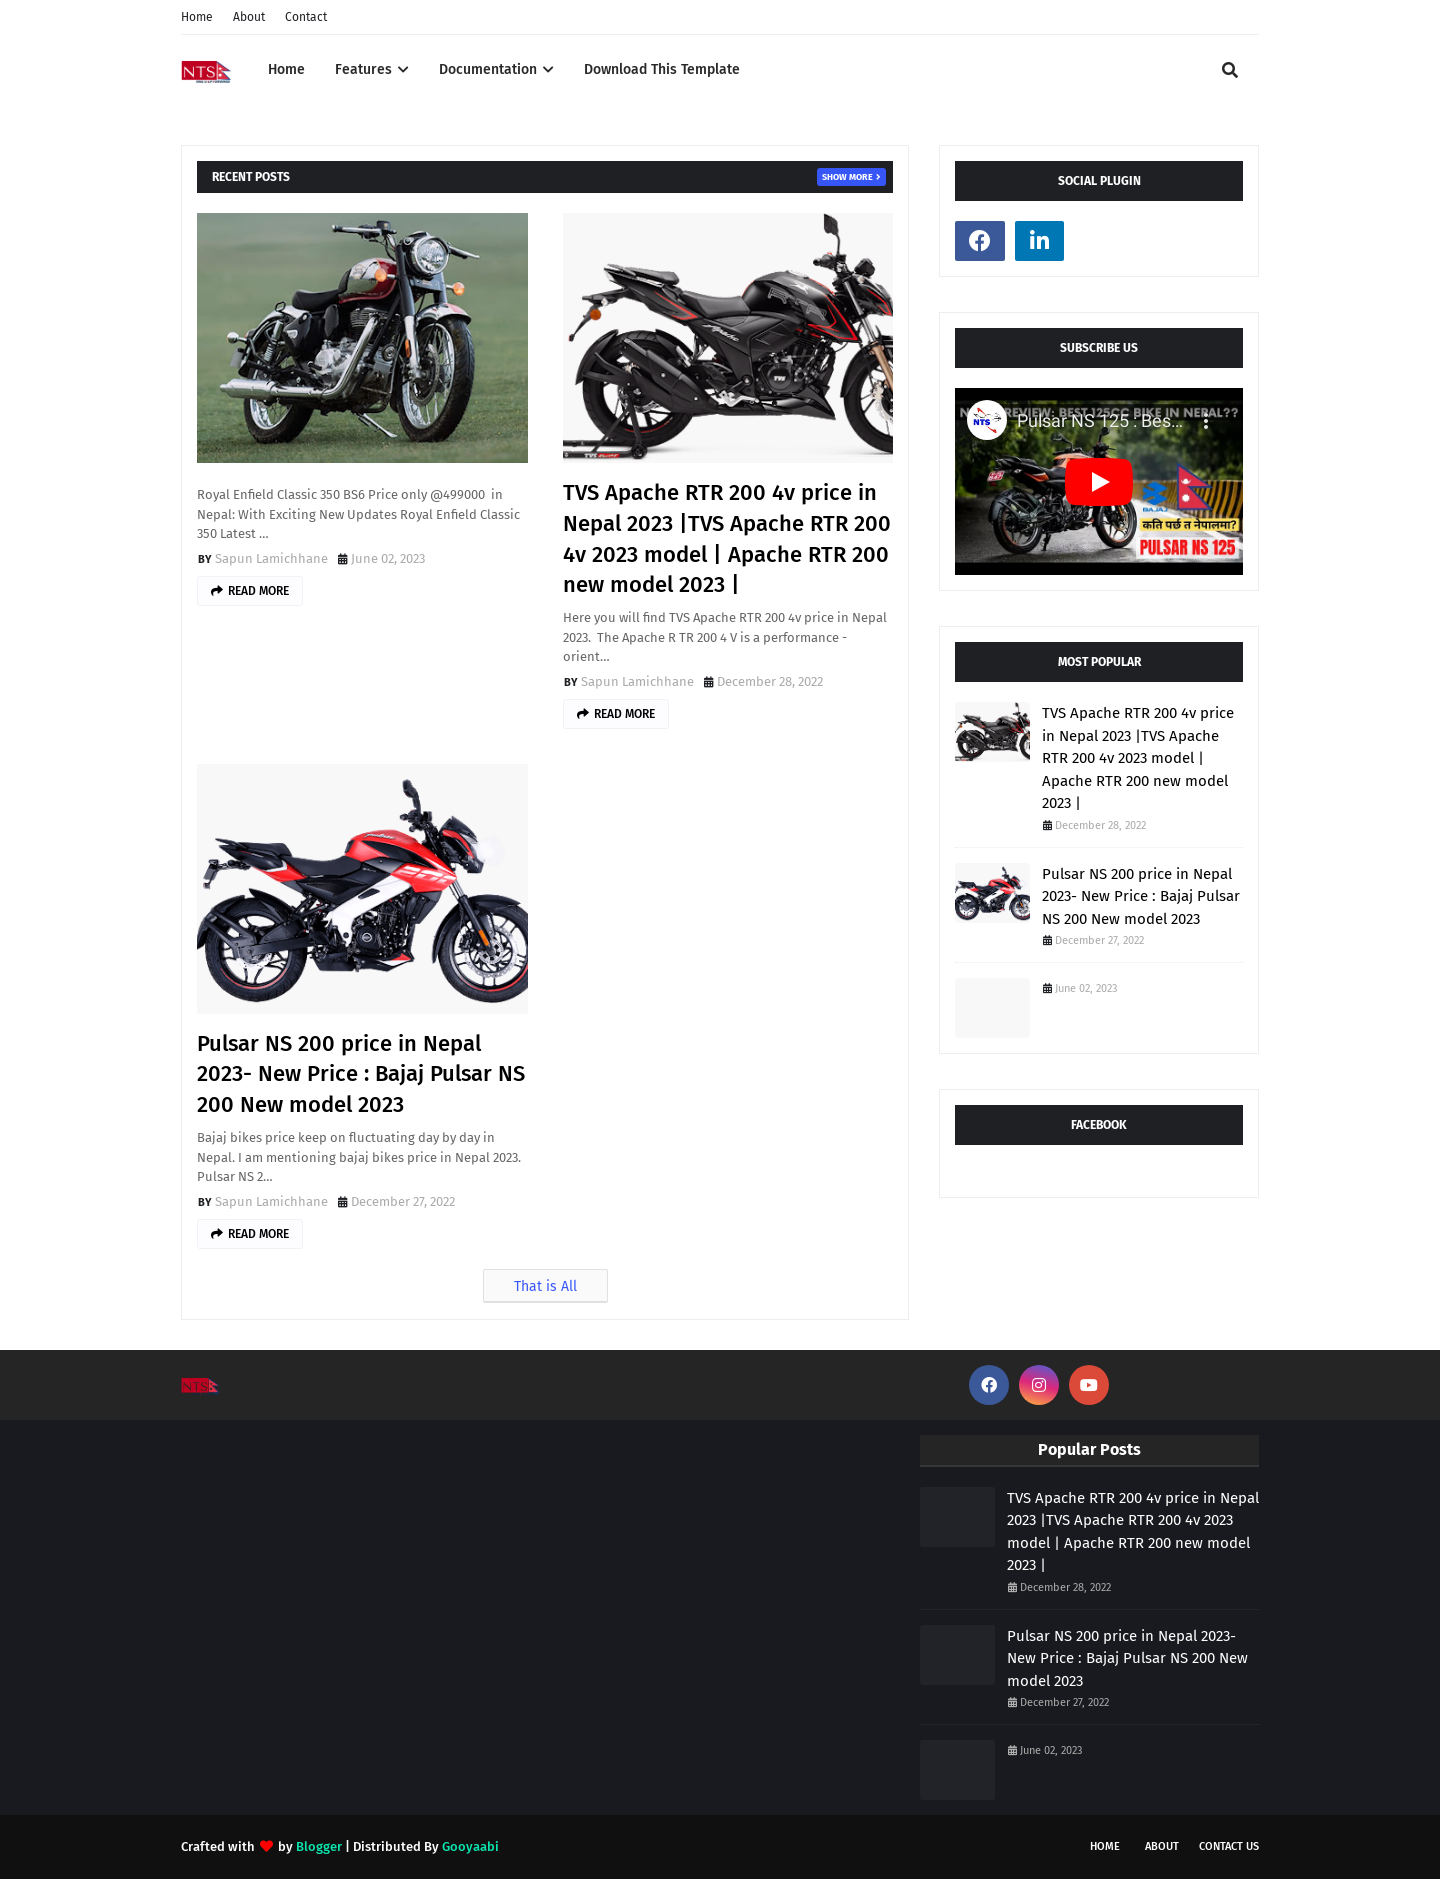 Home About Contact
NTS Home Features Documentation Download This Template
RECENT POSTS SHOW MORE
Royal Enfield Classic 350 BS6 Price only @499000 in
Nepal: With Exciting New Updates Royal Enfield Classic
350 Latest ...
BY Sapun Lamichhane June 02, 2023
READ MORE
TVS Apache RTR 200 4v price in
Nepal 2023 |TVS Apache RTR 200
4v 2023 model | Apache RTR 200
new model 2023 |
Here you will find TVS Apache RTR 200 4v price in Nepal
2023. The Apache R TR 200 4 V is a performance -
orient...
BY Sapun Lamichhane December 28, 2022
READ MORE
Pulsar NS 200 price in Nepal
2023- New Price : Bajaj Pulsar NS
200 New model 2023
Bajaj bikes price keep on fluctuating day by day in
Nepal. I am mentioning bajaj bikes price in Nepal 2023.
Pulsar NS 2...
BY Sapun Lamichhane December 27, 2022
READ MORE
That is All
SOCIAL PLUGIN
SUBSCRIBE US
REVIEW: BEST 125CC BIKE IN NEPAL??
NTS Pulsar NS 125 : Bes...
BAJAJ
कति पर्छ त नेपालमा?
PULSAR NS 125
MOST POPULAR
TVS Apache RTR 200 4v price
in Nepal 2023 |TVS Apache
RTR 200 4v 2023 model |
Apache RTR 200 new model
2023 |
December 28, 2022
Pulsar NS 200 price in Nepal
2023- New Price : Bajaj Pulsar
NS 200 New model 2023
December 27, 2022
June 02, 2023
FACEBOOK
NTS
Popular Posts
TVS Apache RTR 200 4v price in Nepal
2023 |TVS Apache RTR 200 4v 2023
model | Apache RTR 200 new model
2023 |
December 28, 2022
Pulsar NS 200 price in Nepal 2023-
New Price : Bajaj Pulsar NS 200 New
model 2023
December 27, 2022
June 02, 2023
Crafted with by Blogger | Distributed By Gooyaabi
HOME ABOUT CONTACT US